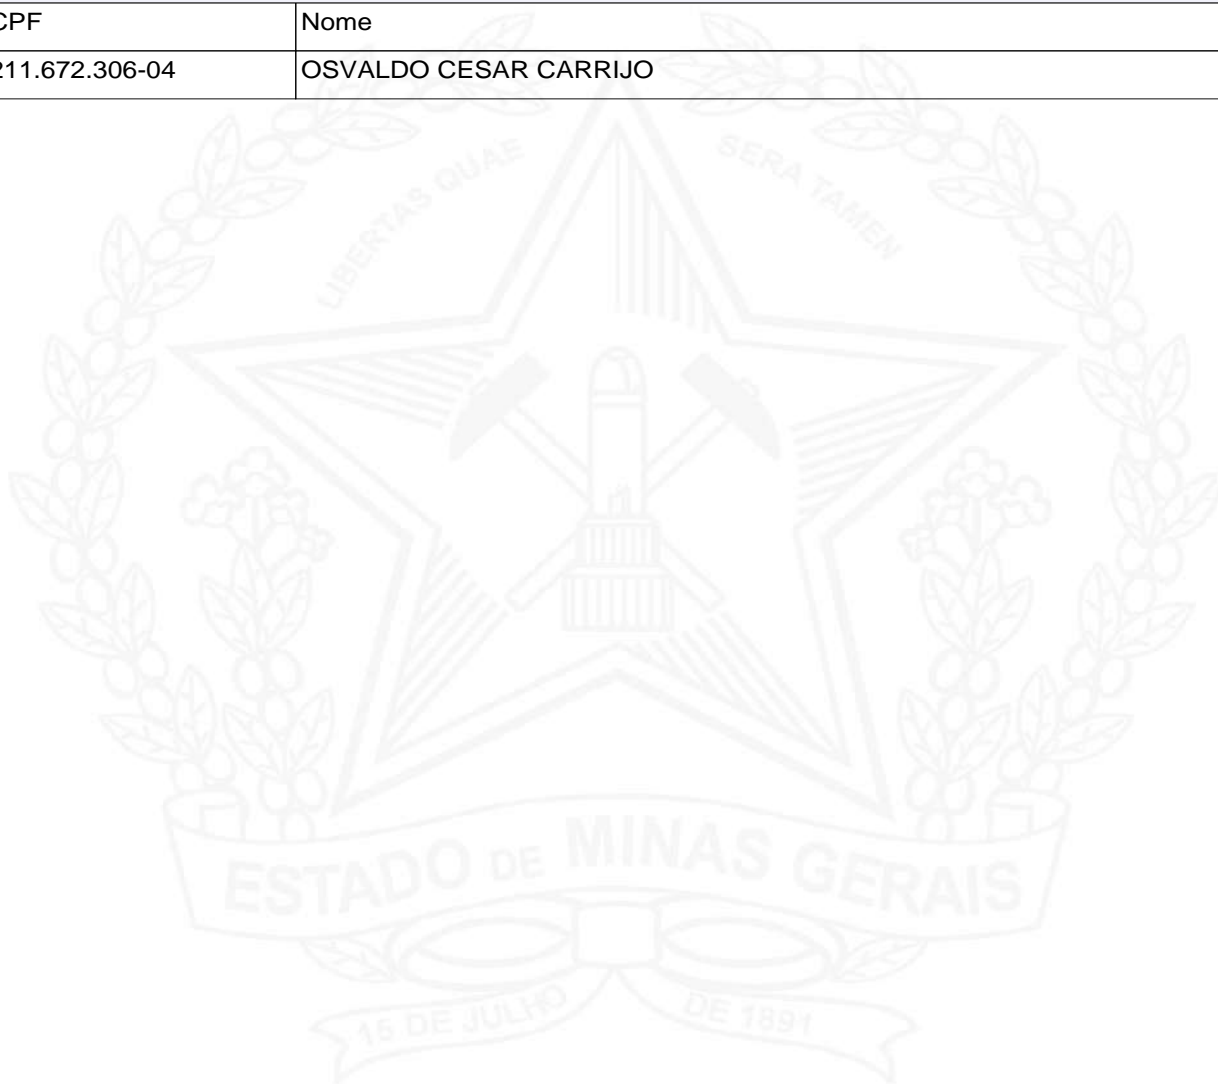 CPF Nome
211.672.306-04 OSVALDO CESAR CARRIJO
LIBERTAS QUAE SERA TAMEN
ESTADO DE MINAS GERAIS
15 DE JULHO DE 1891